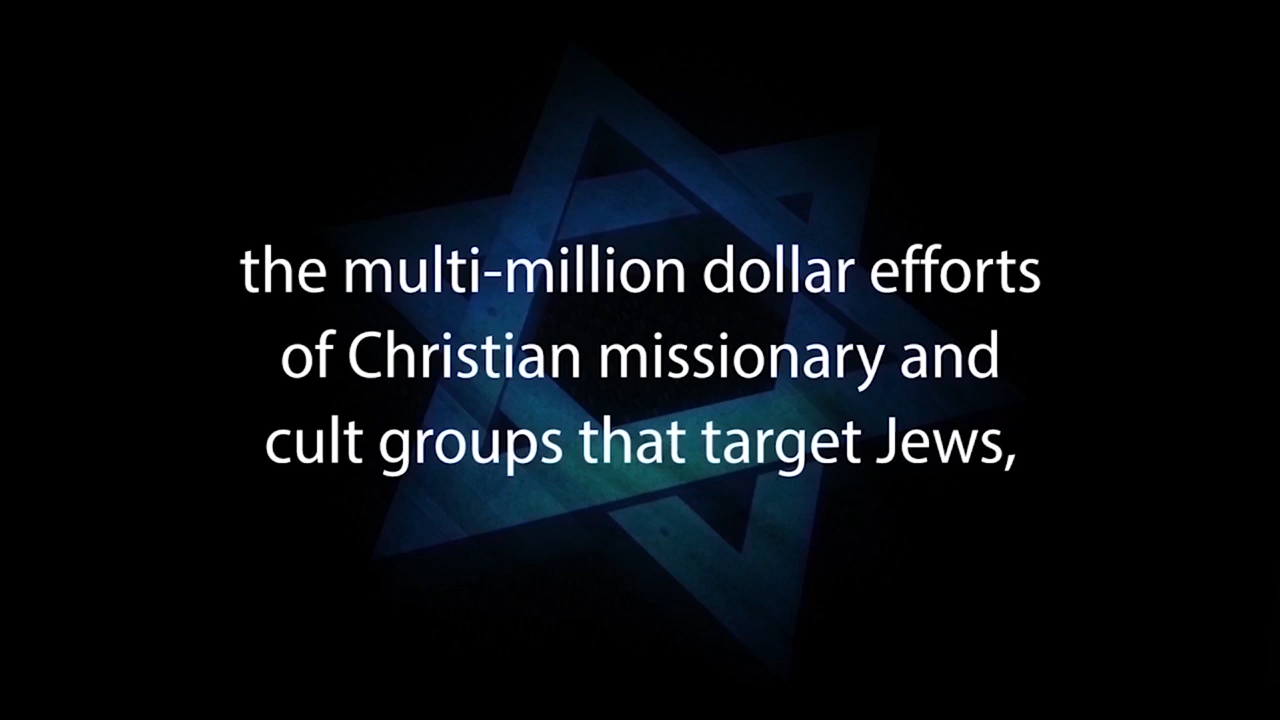 the multi-million dollar efforts
of Christian missionary and
cult groups that target Jews,